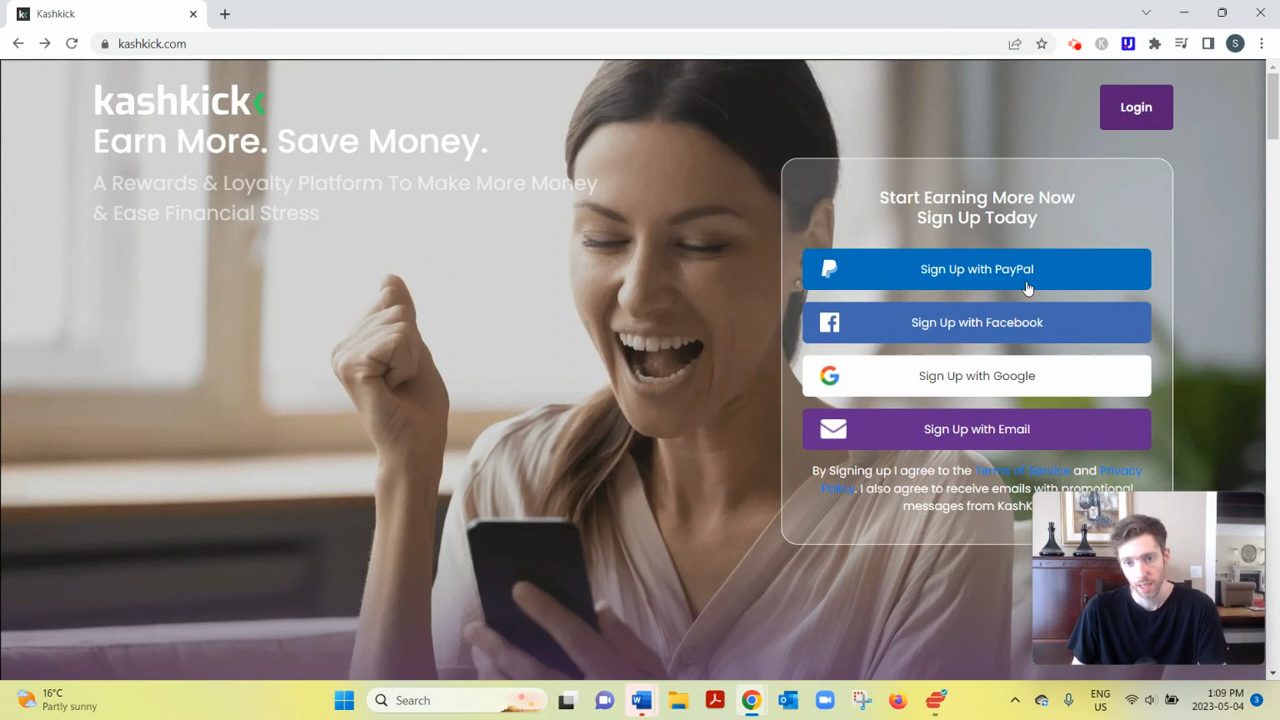 Kashkick
kashkick.com
S
kashkick
Earn More. Save Money.
A Rewards & Loyalty Platform To Make More Money
& Ease Financial Stress
Login
Start Earning More Now
Sign Up Today
Sign Up with PayPal
Sign Up with Facebook
Sign Up with Google
Sign Up with Email
By Signing up I agree to the Terms of Service and Privacy
Policy. I also agree to receive emails with promotional
messages from KashK
16°C
Partly sunny
Search
ENG
US
1:09 PM
2023-05-04
3